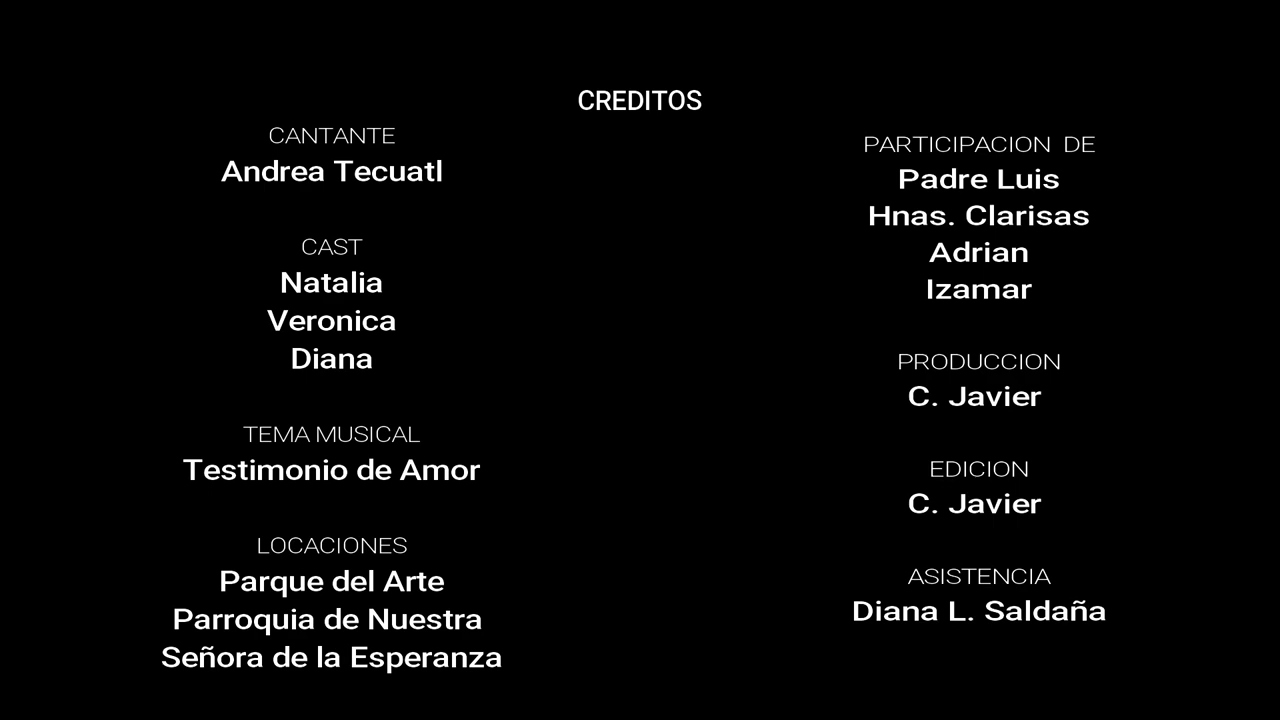 CREDITOS
CANTANTE
Andrea Tecuatl
CAST
Natalia
Veronica
Diana
TEMA MUSICAL
Testimonio de Amor
LOCACIONES
Parque del Arte
Parroquia de Nuestra
Señora de la Esperanza
PARTICIPACION DE
Padre Luis
Hnas. Clarisas
Adrian
Izamar
PRODUCCION
C. Javier
EDICION
C. Javier
ASISTENCIA
Diana L. Saldaña